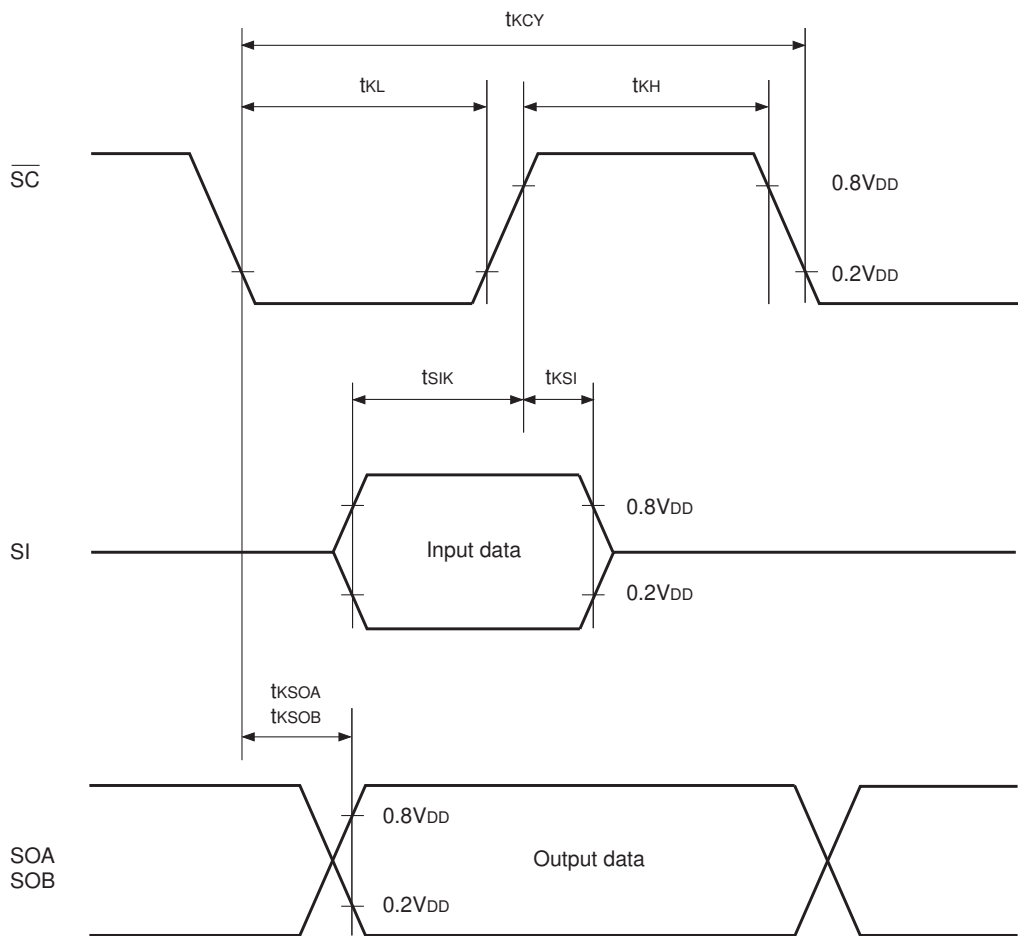 tKCY
tKL
tKH
SC
0.8VDD
0.2VDD
tSIK
tKSI
SI
Input data
0.8VDD
0.2VDD
tKSOA
tKSOB
0.8VDD
SOA
SOB
Output data
0.2VDD